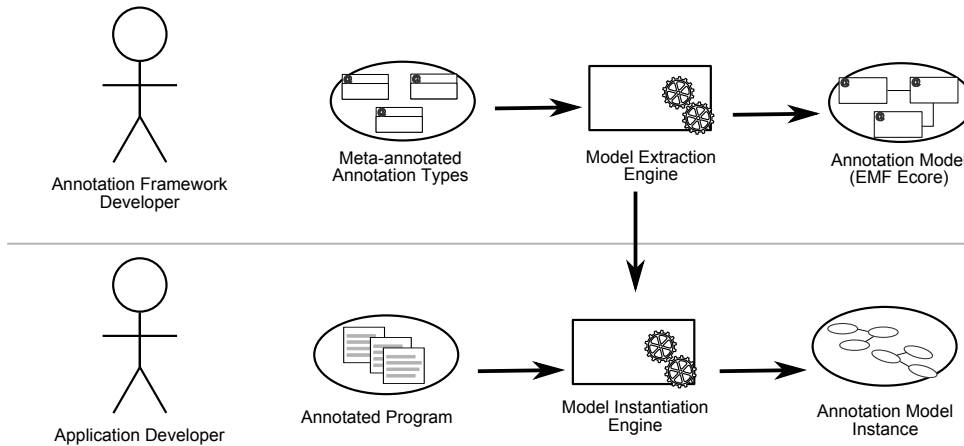 Annotation Framework
Developer
Meta-annotated
Annotation Types
Model Extraction
Engine
Annotation Model
(EMF Ecore)
@
@
@
@
@
@
Application Developer
Annotated Program
Model Instantiation
Engine
Annotation Model
Instance